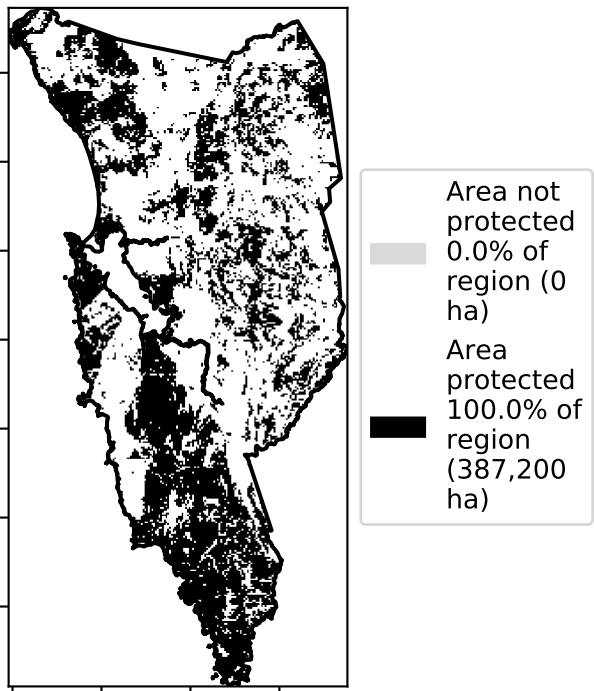 Area not
protected
0.0% of
region (0
ha)
Area
protected
100.0% of
region
(387,200
ha)